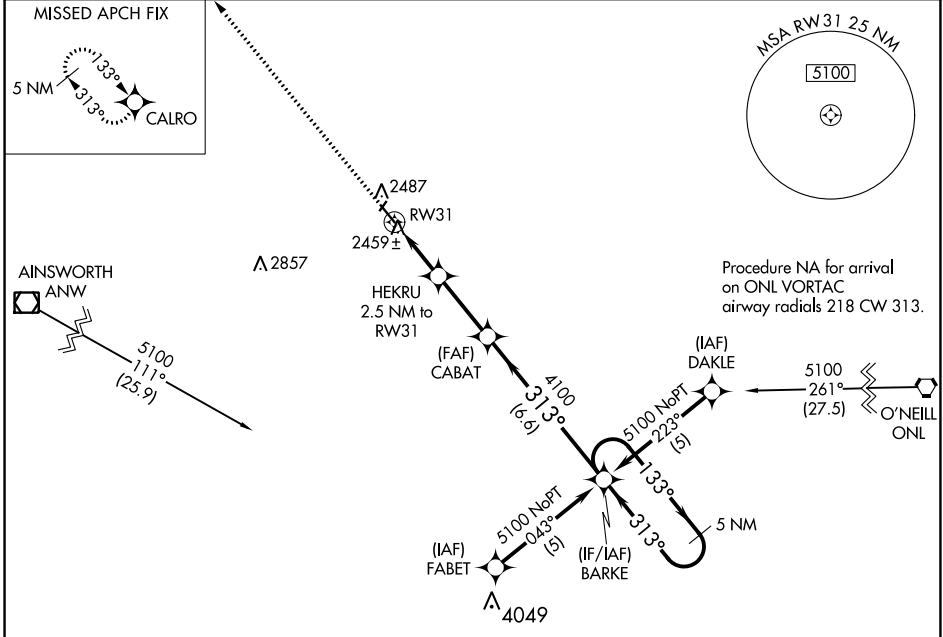 MISSED APCH FIX
133°
5 NM
313°
CALRO
MSA RW31 25 NM
5100
2487
RW31
2459±
2857
AINSWORTH
ANW
5100
111°
(25.9)
HEKRU
2.5 NM to
RW31
(FAF)
CABAT
Procedure NA for arrival
on ONL VORTAC
airway radials 218 CW 313.
(IAF)
DAKLE
5100
261°
(27.5)
O'NEILL
ONL
4100
313°
(6.6)
5100 NoPT
223°
(5)
133°
313°
5 NM
5100 NoPT
043°
(5)
(IF/IAF)
BARKE
(IAF)
FABET
4049